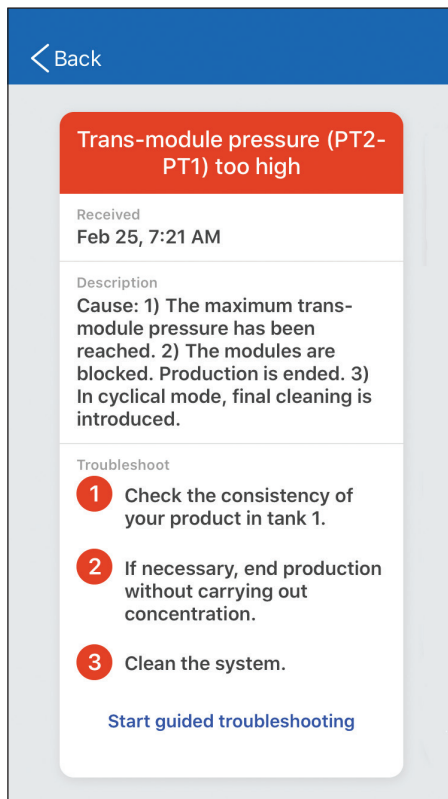 Back
Trans-module pressure (PT2-
PT1) too high
Received
Feb 25, 7:21 AM
Description
Cause: 1) The maximum trans-
module pressure has been
reached. 2) The modules are
blocked. Production is ended. 3)
In cyclical mode, final cleaning is
introduced.
Troubleshoot
1 Check the consistency of
your product in tank 1.
2 If necessary, end production
without carrying out
concentration.
3 Clean the system.
Start guided troubleshooting